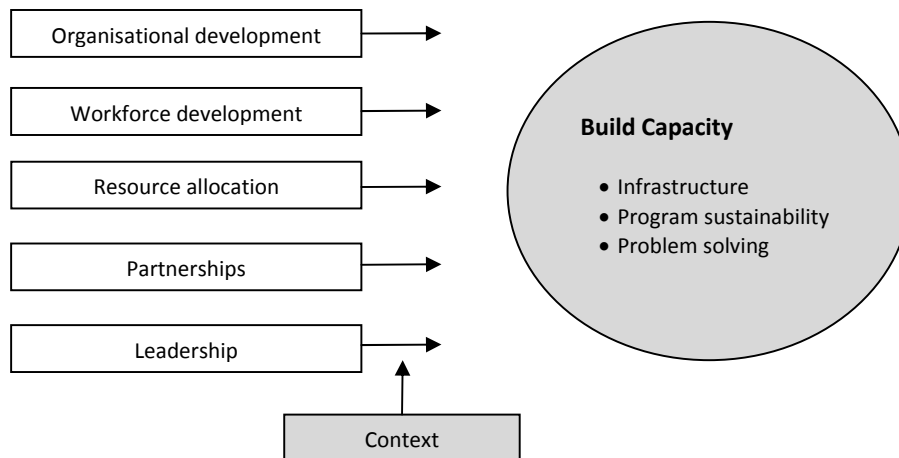 Organisational development
Workforce development
Resource allocation
Partnerships
Leadership
Context
Build Capacity
• Infrastructure
• Program sustainability
• Problem solving